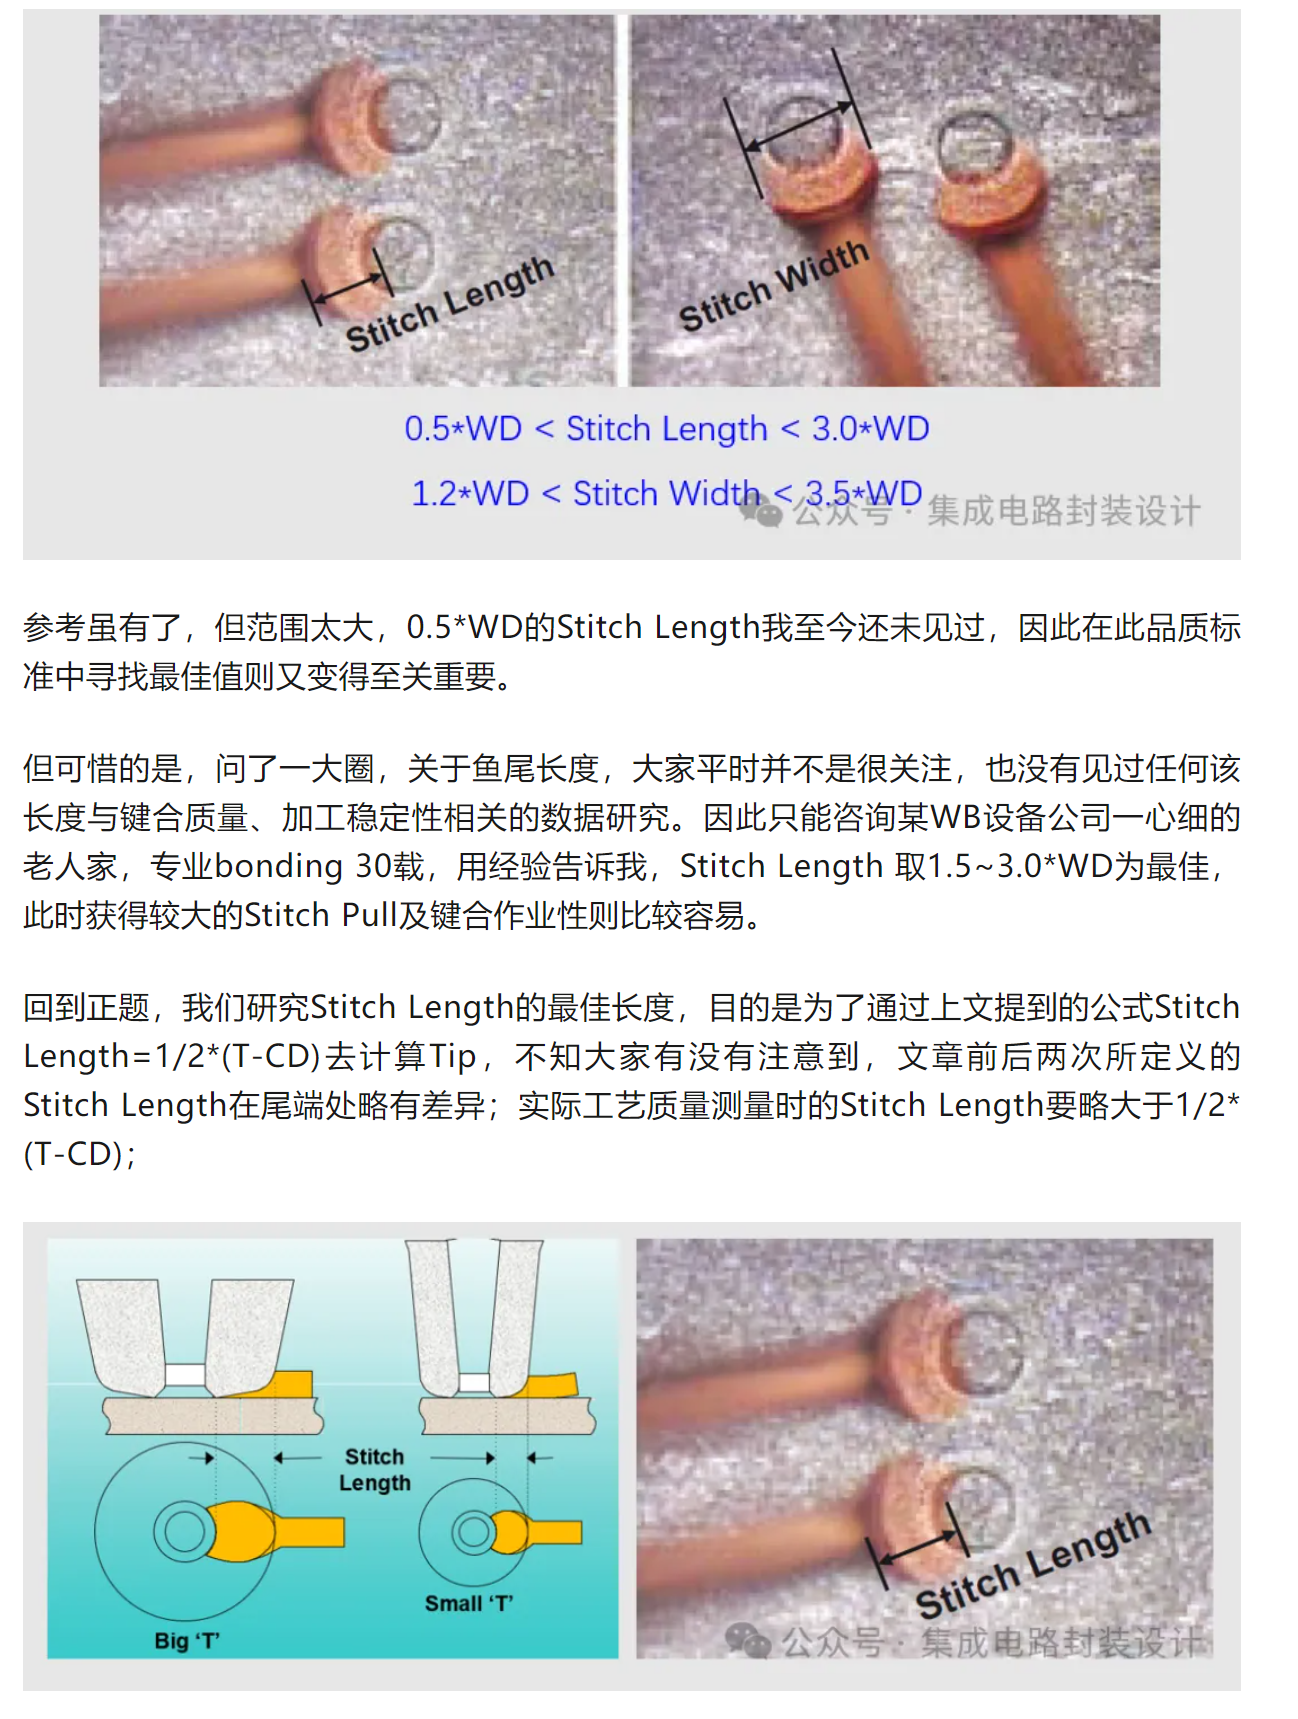 Stitch Length
Stitch Width
0.5*WD < Stitch Length < 3.0*WD
1.2*WD < Stitch Width < 3.5*WD
公众号 · 集成电路封装设计
参考虽有了，但范围太大，0.5*WD的Stitch Length我至今还未见过，因此在此品质标
准中寻找最佳值则又变得至关重要。
但可惜的是，问了一大圈，关于鱼尾长度，大家平时并不是很关注，也没有见过任何该
长度与键合质量、加工稳定性相关的数据研究。因此只能咨询某WB设备公司一心细的
老人家，专业bonding 30载，用经验告诉我，Stitch Length 取1.5~3.0*WD为最佳，
此时获得较大的Stitch Pull及键合作业性则比较容易。
回到正题，我们研究Stitch Length的最佳长度，目的是为了通过上文提到的公式Stitch
Length=1/2*(T-CD)去计算Tip，不知大家有没有注意到，文章前后两次所定义的
Stitch Length在尾端处略有差异；实际工艺质量测量时的Stitch Length要略大于1/2*
(T-CD)；
Stitch
Length
Small ‘T’
Big ‘T’
Stitch Length
公众号 · 集成电路封装设计